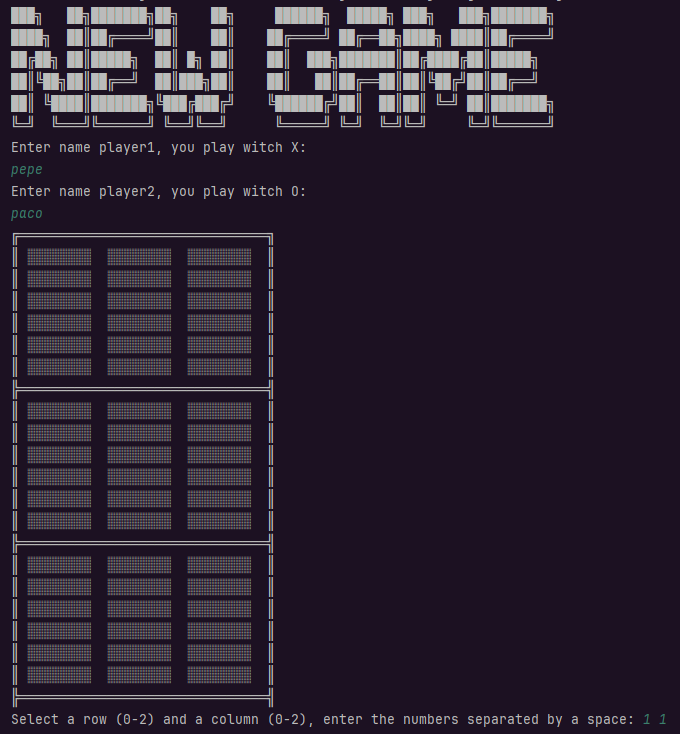 NEW GAME
Enter name player1, you play witch X:
pepe
Enter name player2, you play witch O:
paco
Select a row (0-2) and a column (0-2), enter the numbers separated by a space: 1 1